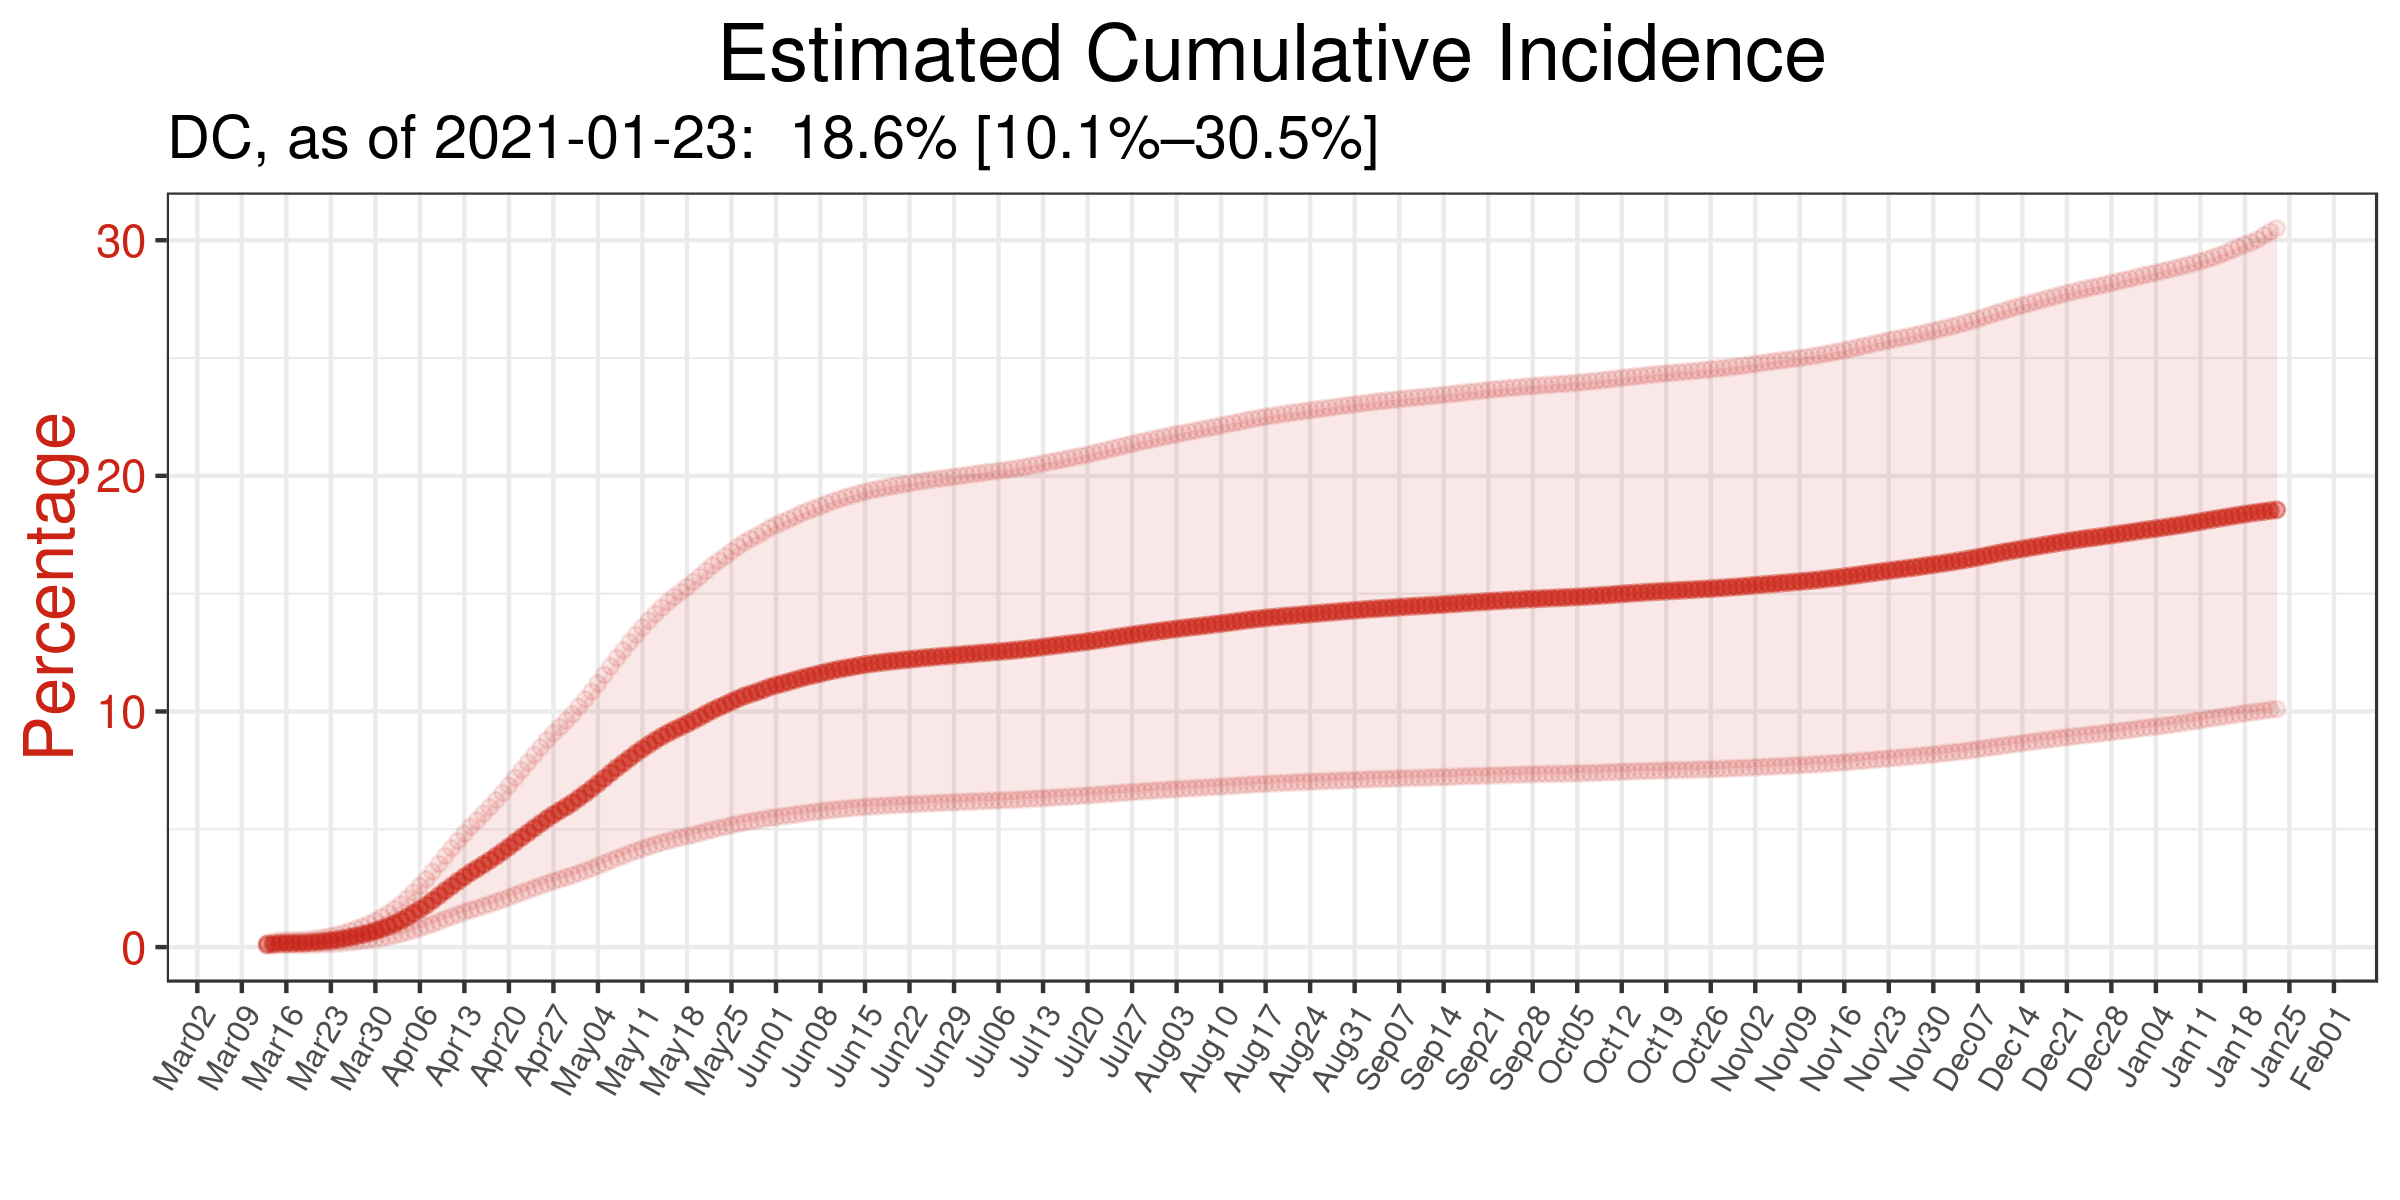 Estimated Cumulative Incidence
DC, as of 2021-01-23:  18.6% [10.1%–30.5%]
Percentage
30
20
10
0
Mar02
Mar09
Mar16
Mar23
Mar30
Apr06
Apr13
Apr20
Apr27
May04
May11
May18
May25
Jun01
Jun08
Jun15
Jun22
Jun29
Jul06
Jul13
Jul20
Jul27
Aug03
Aug10
Aug17
Aug24
Aug31
Sep07
Sep14
Sep21
Sep28
Oct05
Oct12
Oct19
Oct26
Nov02
Nov09
Nov16
Nov23
Nov30
Dec07
Dec14
Dec21
Dec28
Jan04
Jan11
Jan18
Jan25
Feb01